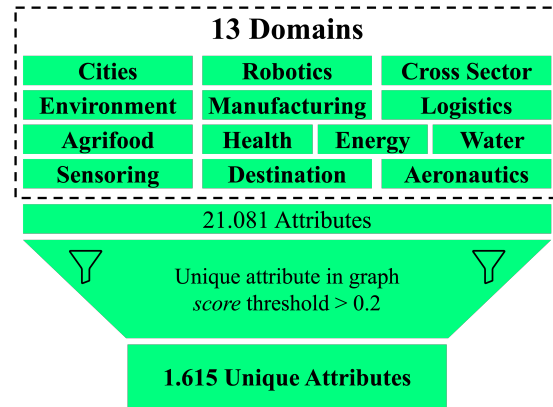 13 Domains
Cities Robotics Cross Sector
Environment Manufacturing Logistics
Agrifood Health Energy Water
Sensoring Destination Aeronautics
21.081 Attributes
Unique attribute in graph
score threshold > 0.2
1.615 Unique Attributes